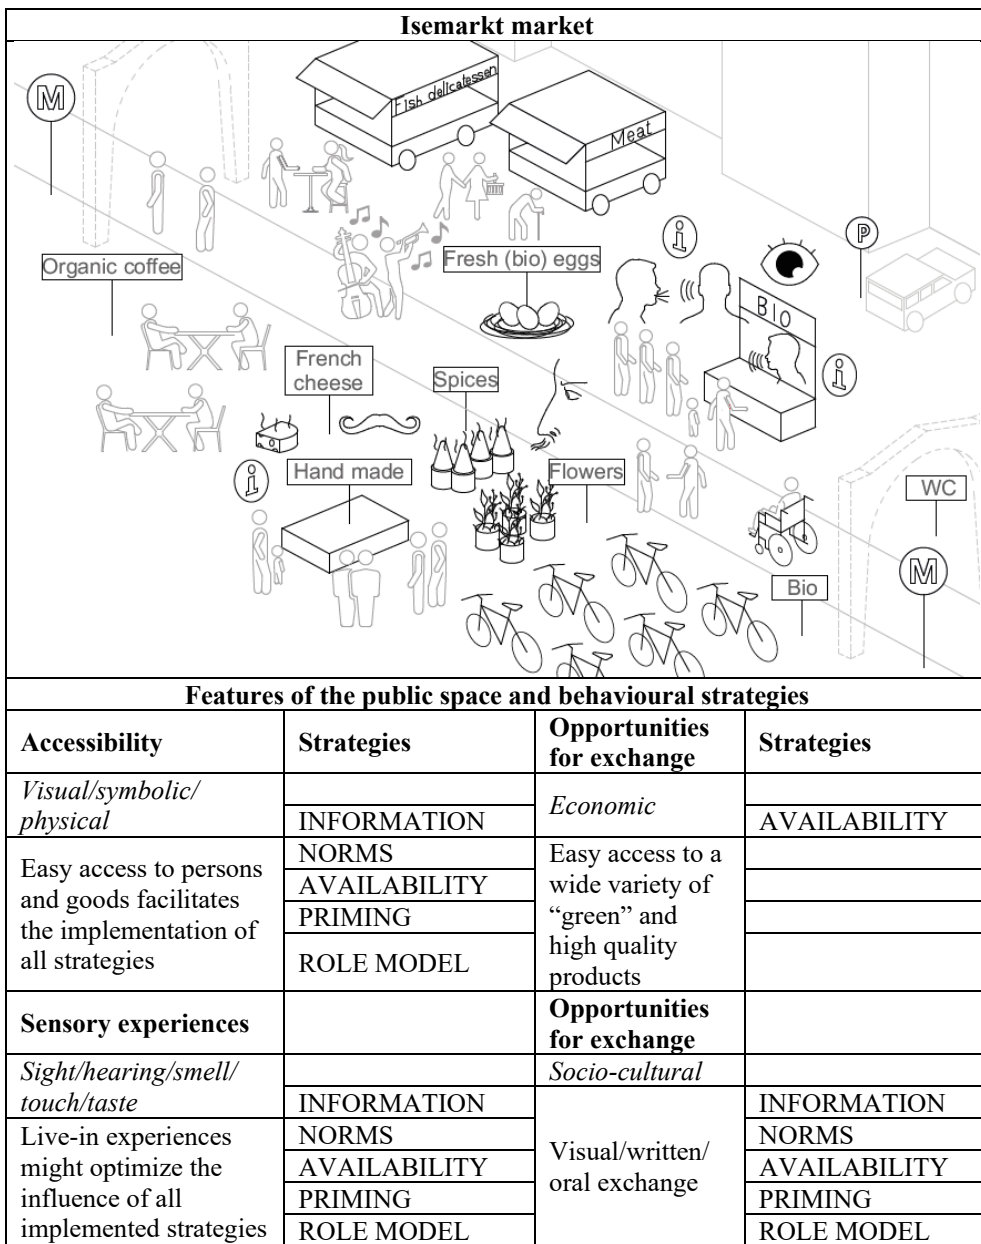 Isemarkt market
Fish delicatessen
M
Meat
i
P
Organic coffee
Fresh (bio) eggs
BIO
French
cheese
Spices
i
i
Hand made
Flowers
WC
M
Bio
Features of the public space and behavioural strategies
Accessibility
Strategies
Opportunities
for exchange
Strategies
Visual/symbolic/
physical
INFORMATION
Economic
AVAILABILITY
Easy access to persons
and goods facilitates
the implementation of
all strategies
NORMS
AVAILABILITY
PRIMING
ROLE MODEL
Easy access to a
wide variety of
“green” and
high quality
products
Sensory experiences
Opportunities
for exchange
Sight/hearing/smell/
touch/taste
INFORMATION
Socio-cultural
Live-in experiences
might optimize the
influence of all
implemented strategies
NORMS
AVAILABILITY
PRIMING
ROLE MODEL
Visual/written/
oral exchange
INFORMATION
NORMS
AVAILABILITY
PRIMING
ROLE MODEL